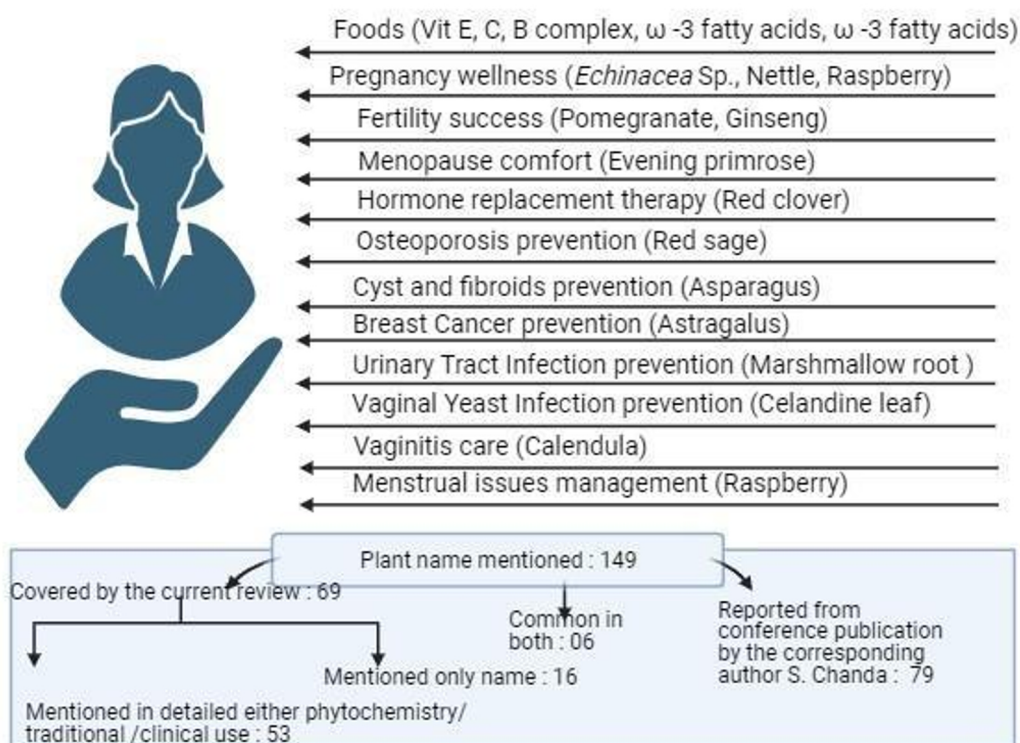 Foods (Vit E, C, B complex, ω -3 fatty acids, ω -3 fatty acids)
Pregnancy wellness (Echinacea Sp., Nettle, Raspberry)
Fertility success (Pomegranate, Ginseng)
Menopause comfort (Evening primrose)
Hormone replacement therapy (Red clover)
Osteoporosis prevention (Red sage)
Cyst and fibroids prevention (Asparagus)
Breast Cancer prevention (Astragalus)
Urinary Tract Infection prevention (Marshmallow root )
Vaginal Yeast Infection prevention (Celandine leaf)
Vaginitis care (Calendula)
Menstrual issues management (Raspberry)
Plant name mentioned : 149
Covered by the current review : 69
Mentioned in detailed either phytochemistry/
traditional /clinical use : 53
Mentioned only name : 16
Common in
both : 06
Reported from
conference publication
by the corresponding
author S. Chanda : 79